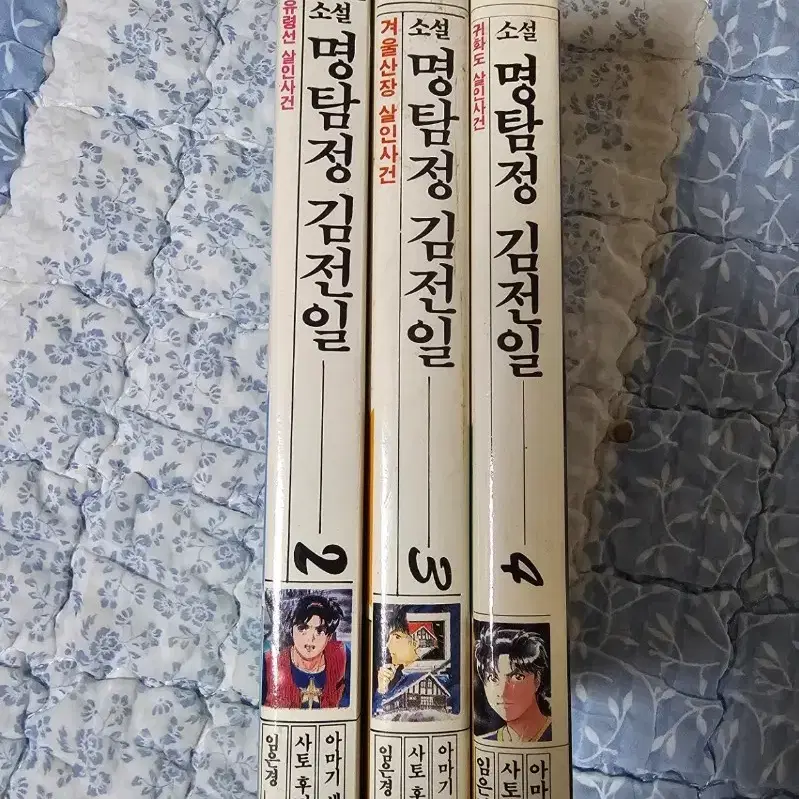 소설
유령선 살인사건
명탐정 김전일
2
아마기
사토 후
임은경
소설
겨울산장 살인사건
명탐정 김전일
3
아마기
사토 후
임은경
소설
귀화도 살인사건
명탐정 김전일
4
아마
사토
임은